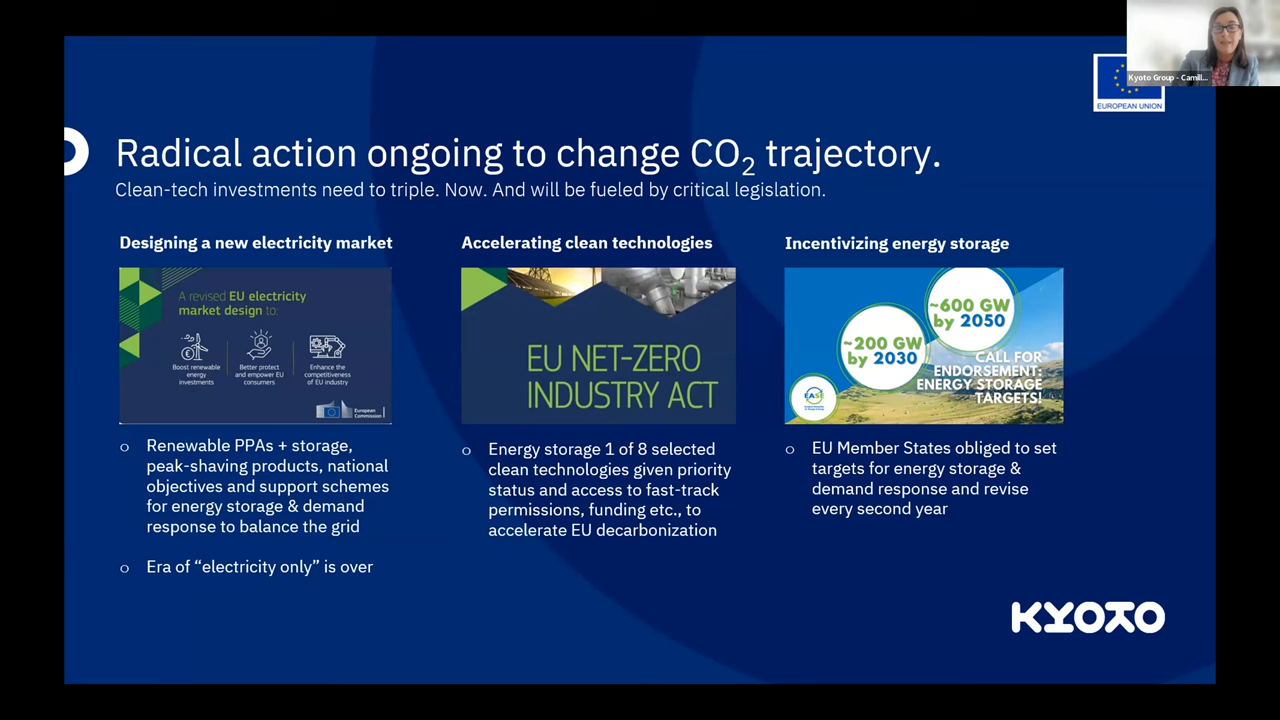 Kyoto Group - Camill...
EUROPEAN UNION
Radical action ongoing to change CO₂ trajectory.
Clean-tech investments need to triple. Now. And will be fueled by critical legislation.
Designing a new electricity market
A revised EU electricity
market design to:
Boost renewable
energy
investments
Better protect
and empower EU
consumers
Enhance the
competitiveness
of EU industry
European
Commission
Renewable PPAs + storage,
peak-shaving products, national
objectives and support schemes
for energy storage & demand
response to balance the grid
Era of “electricity only” is over
Accelerating clean technologies
EU NET-ZERO
INDUSTRY ACT
Energy storage 1 of 8 selected
clean technologies given priority
status and access to fast-track
permissions, funding etc., to
accelerate EU decarbonization
Incentivizing energy storage
~600 GW
by 2050
~200 GW
by 2030
CALL FOR
ENDORSEMENT:
ENERGY STORAGE
TARGETS!
EASE
EU Member States obliged to set
targets for energy storage &
demand response and revise
every second year
KYOTO